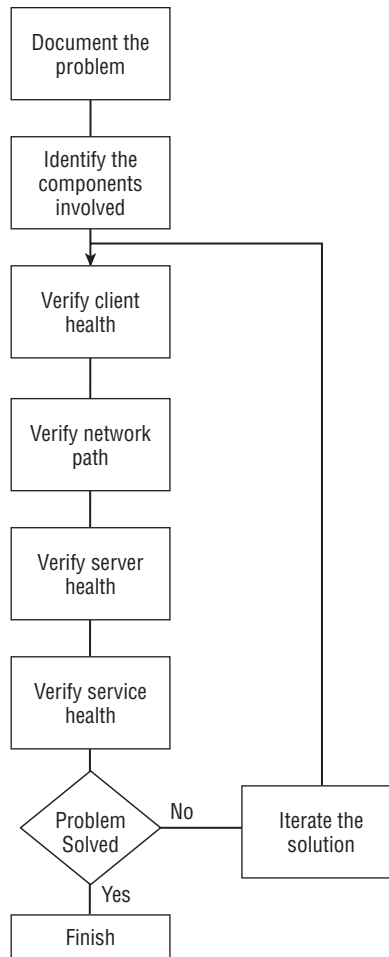 Document the
problem
Identify the
components
involved
Verify client
health
Verify network
path
Verify server
health
Verify service
health
Problem
Solved
No
Iterate the
solution
Yes
Finish